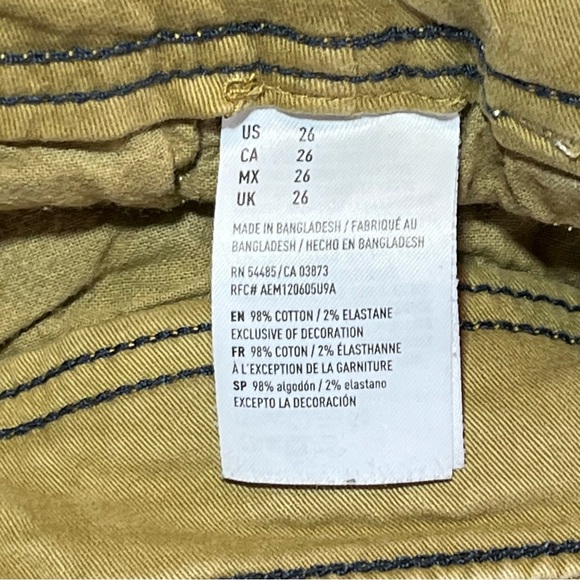 US 26
CA 26
MX 26
UK 26
MADE IN BANGLADESH / FABRIQUÉ AU
BANGLADESH / HECHO EN BANGLADESH
RN 54485/CA 03873
RFC# AEM120605U9A
EN 98% COTTON / 2% ELASTANE
EXCLUSIVE OF DECORATION
FR 98% COTON / 2% ÉLASTHANNE
À L'EXCEPTION DE LA GARNITURE
SP 98% algodón / 2% elastano
EXCEPTO LA DECORACIÓN